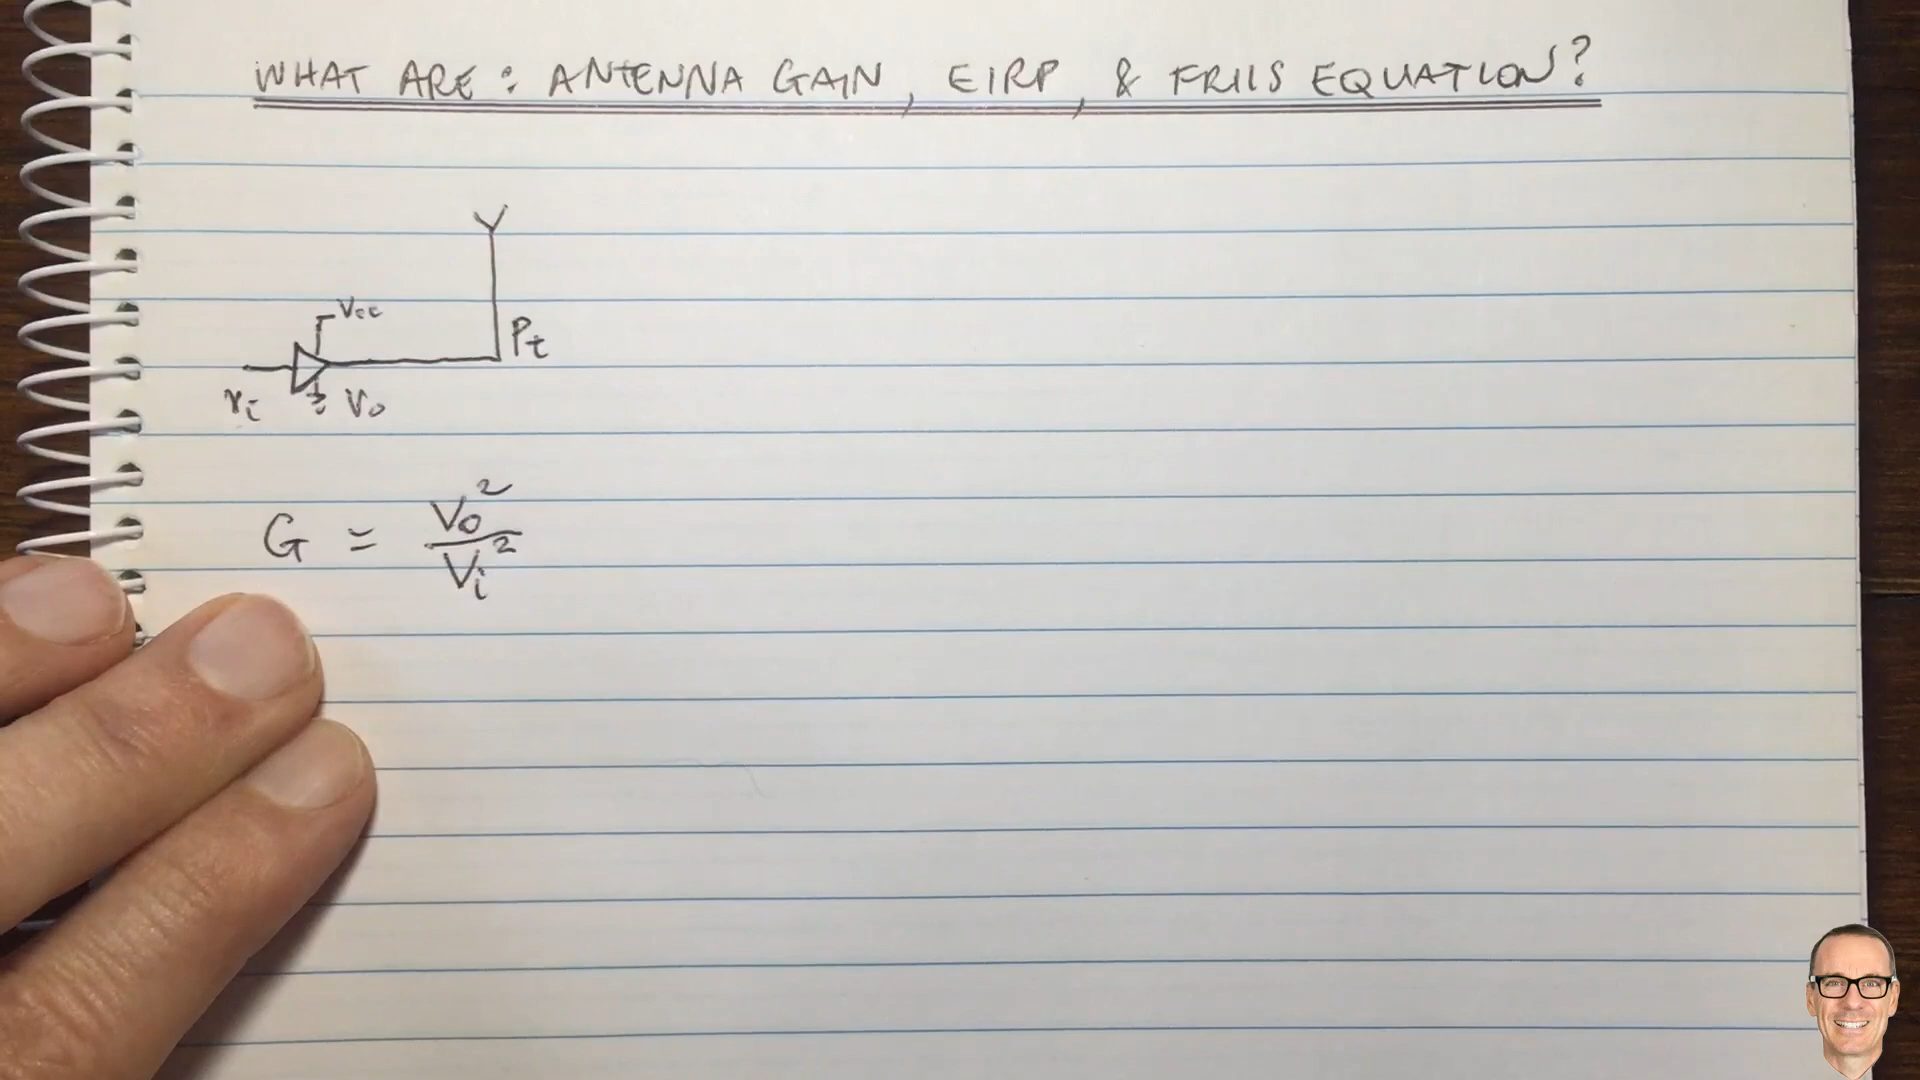 WHAT ARE : ANTENNA GAIN, EIRP, & FRIIS EQUATION?
Vcc
Pt
Vi Vo
G = Vo²
Vi²